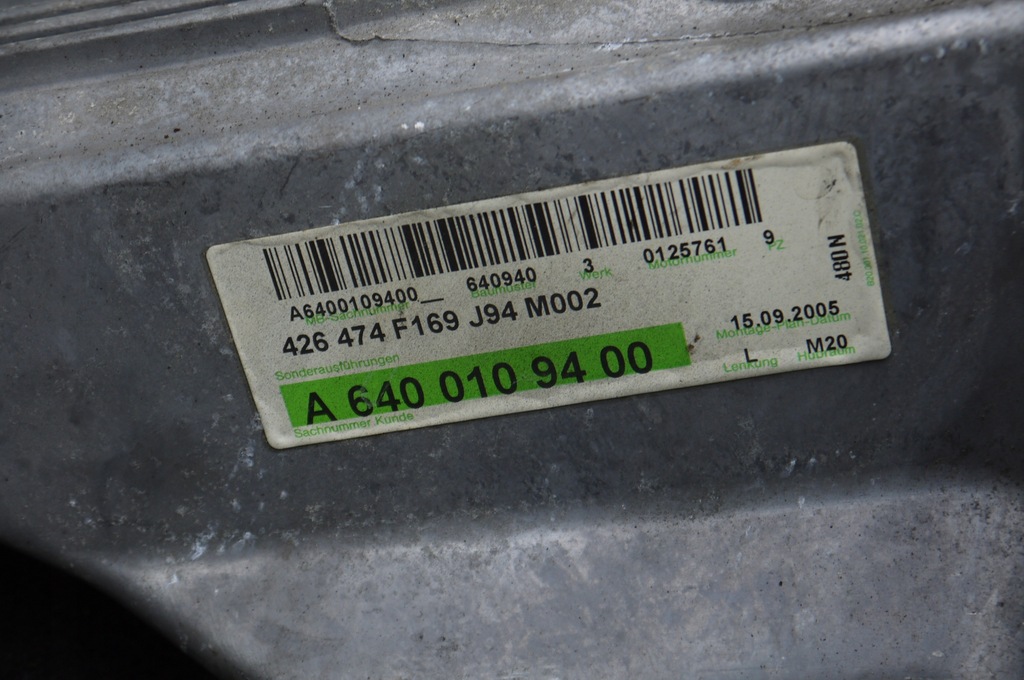 A6400109400__ 640940 3 0125761 9
Baumuster Werk Motornummer PZ
426 474 F169 J94 M002
480N
15.09.2005
Sonderausführungen Montage-Plan-Datum
A 640 010 94 00 L M20
Sachnummer Kunde Lenkung Hubraum